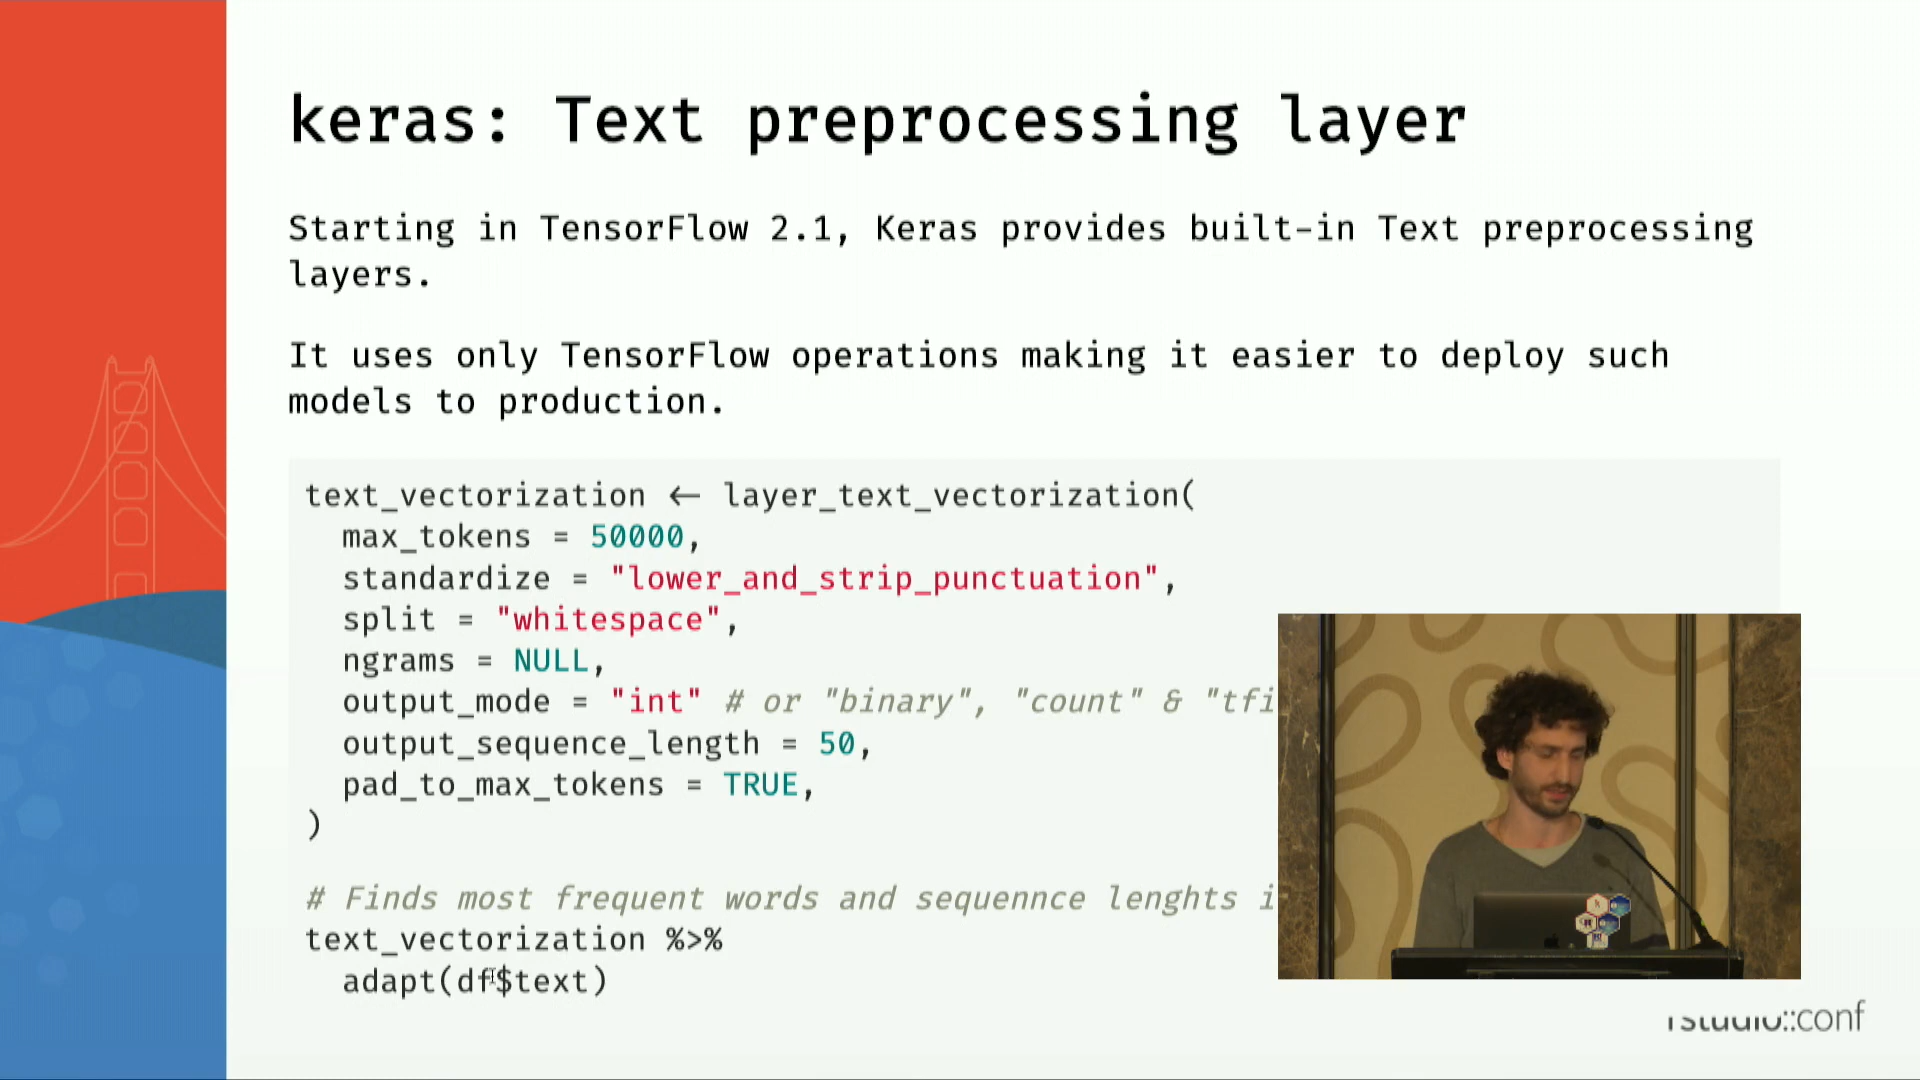 keras: Text preprocessing layer
Starting in TensorFlow 2.1, Keras provides built-in Text preprocessing
layers.
It uses only TensorFlow operations making it easier to deploy such
models to production.
text_vectorization ← layer_text_vectorization(
max_tokens = 50000,
standardize = "lower_and_strip_punctuation",
split = "whitespace",
ngrams = NULL,
output_mode = "int" # or "binary", "count" & "tfi
output_sequence_length = 50,
pad_to_max_tokens = TRUE,
)
# Finds most frequent words and sequennce lenghts i
text_vectorization %>%
adapt(df$text)
rstudio::conf